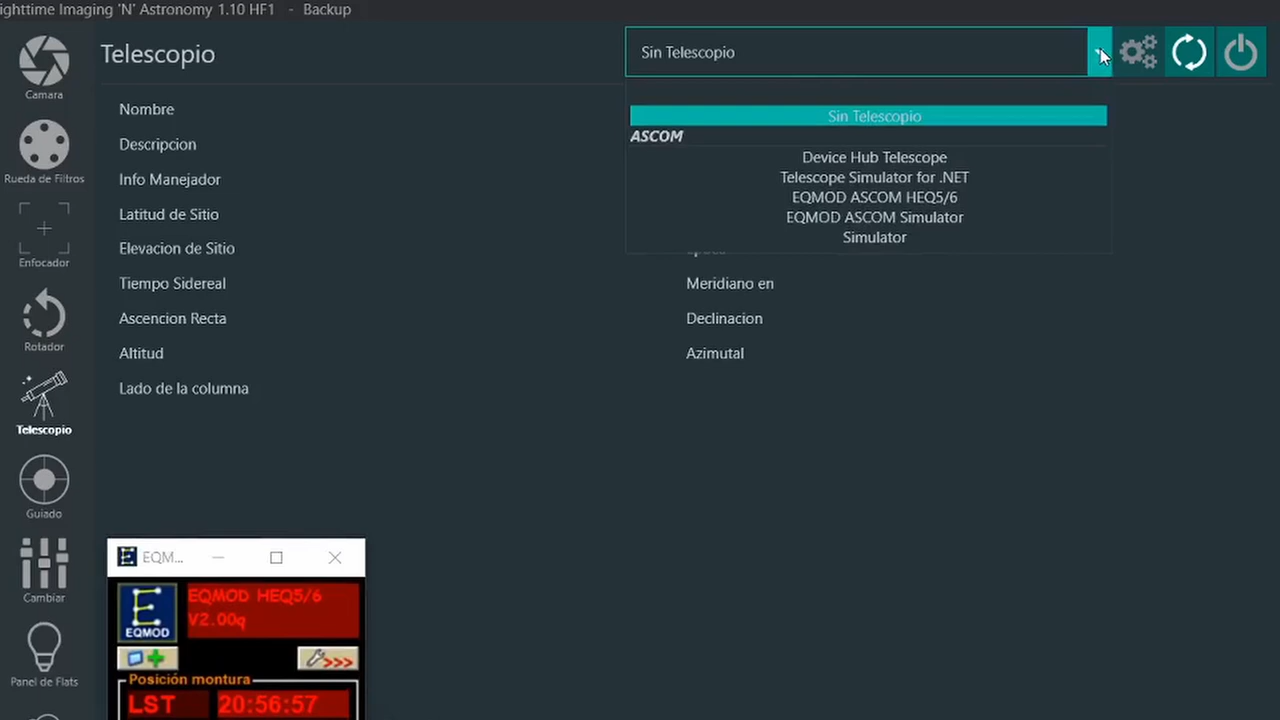 ighttime Imaging 'N' Astronomy 1.10 HF1 - Backup
Telescopio
Sin Telescopio
Camara
Sin Telescopio
ASCOM
Nombre
Descripcion
Device Hub Telescope
Rueda de Filtros
Info Manejador
Telescope Simulator for .NET
EQMOD ASCOM HEQ5/6
Latitud de Sitio
EQMOD ASCOM Simulator
Simulator
Elevacion de Sitio
Enfocador
Tiempo Sidereal
Meridiano en
Ascencion Recta
Declinacion
Rotador
Altitud
Azimutal
Lado de la columna
Telescopio
Guiado
EQM...
Cambiar
E
EQMOD
EQMOD HEQ5/6
V2.00q
>>>
Panel de Flats
Posición montura
LST 20:56:57